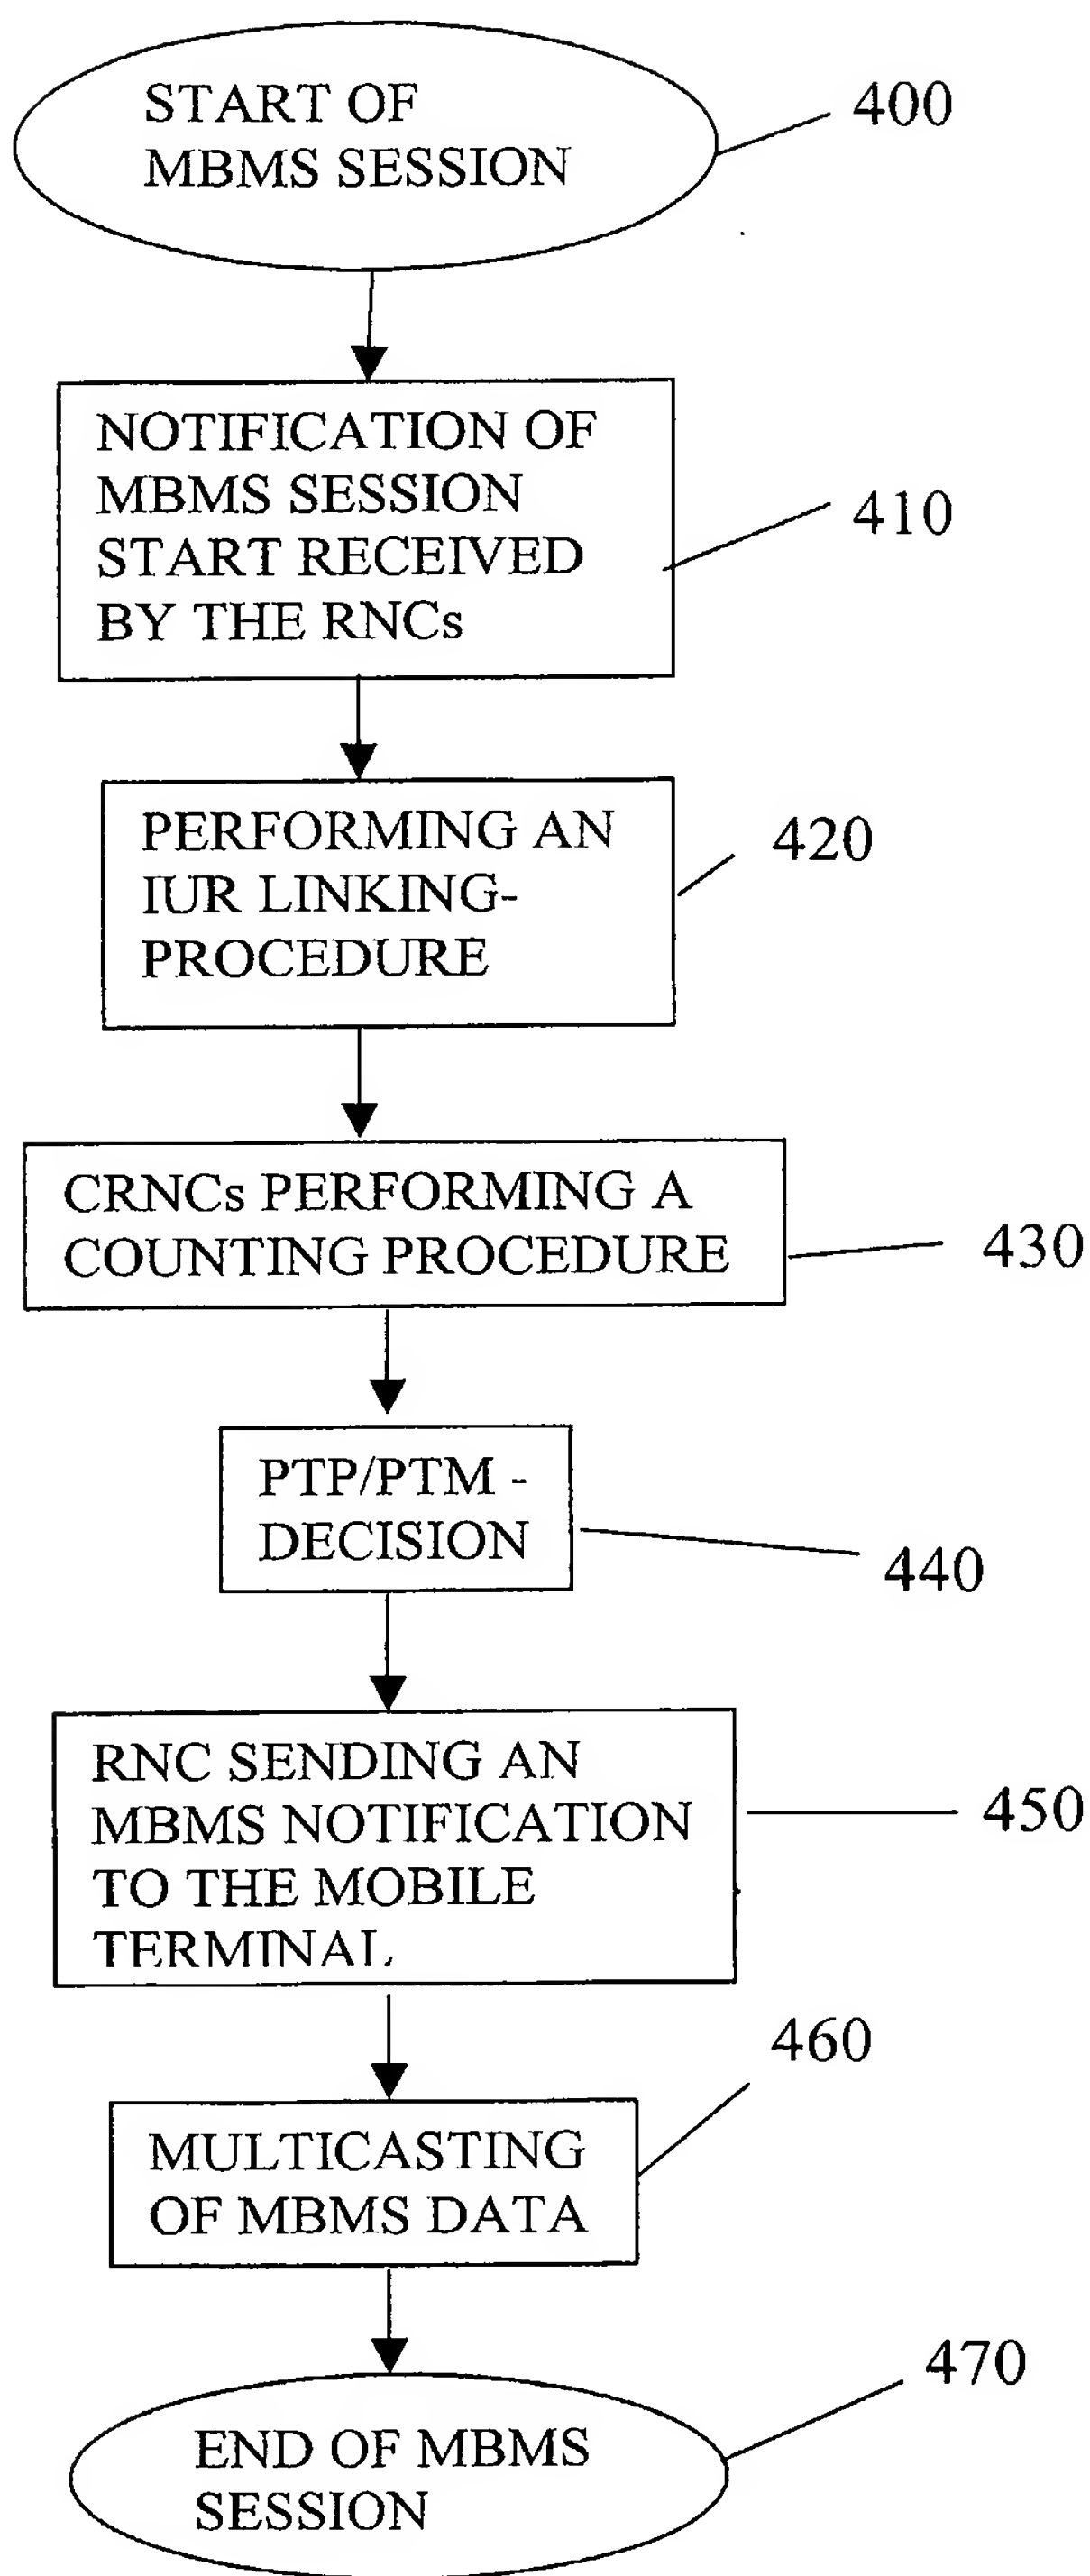 START OF
MBMS SESSION
400
NOTIFICATION OF
MBMS SESSION
START RECEIVED
BY THE RNCs
410
PERFORMING AN
IUR LINKING-
PROCEDURE
420
CRNCs PERFORMING A
COUNTING PROCEDURE
430
PTP/PTM -
DECISION
440
RNC SENDING AN
MBMS NOTIFICATION
TO THE MOBILE
TERMINAL
450
460
MULTICASTING
OF MBMS DATA
470
END OF MBMS
SESSION